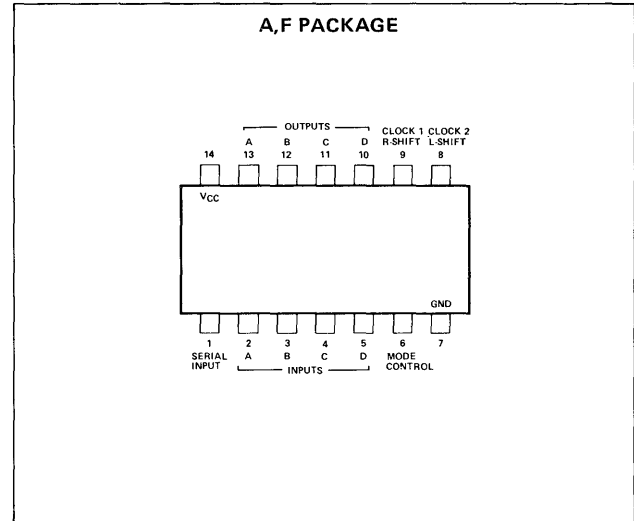 A,F PACKAGE
OUTPUTS
CLOCK 1 CLOCK 2
A B C D R-SHIFT L-SHIFT
14 13 12 11 10 9 8
VCC
GND
1 2 3 4 5 6 7
SERIAL A B C D MODE
INPUT INPUTS CONTROL